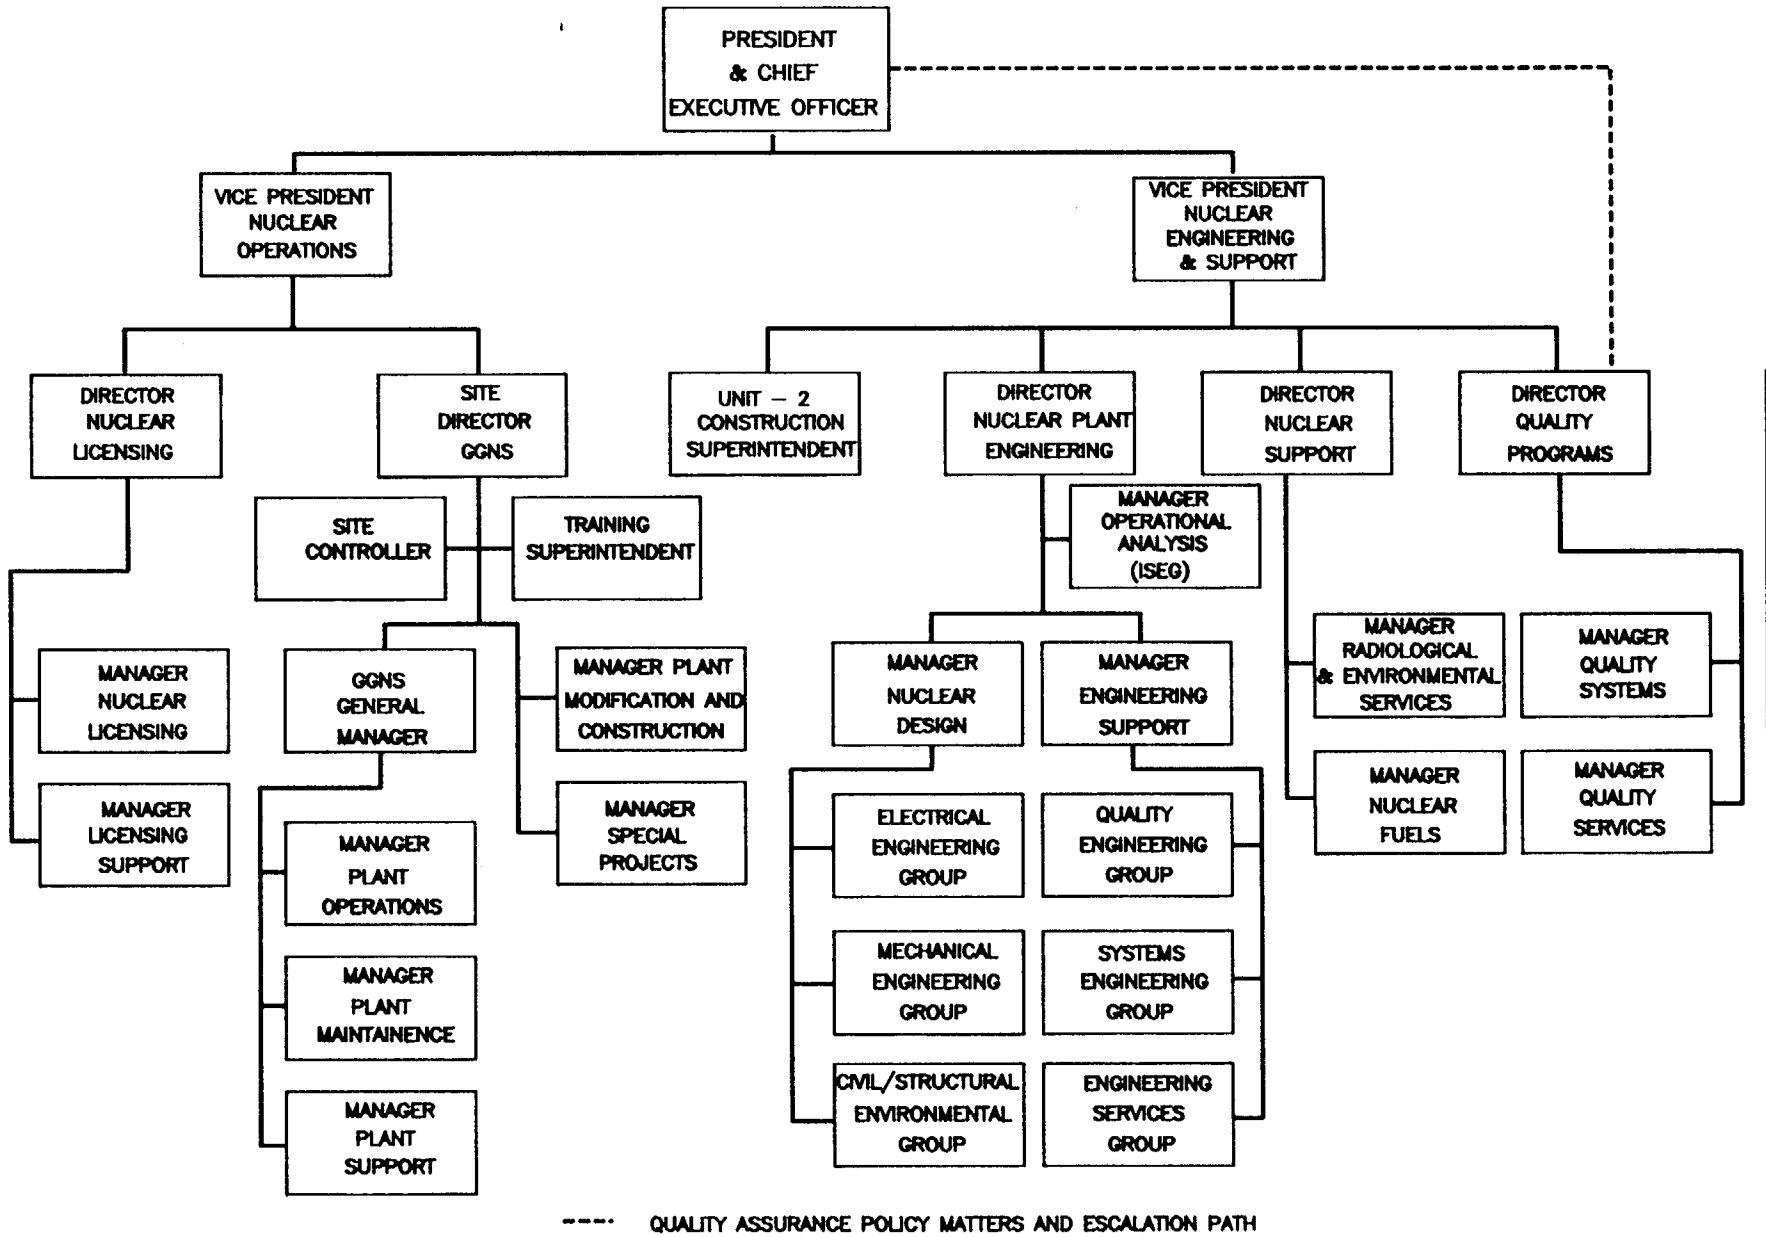 PRESIDENT
& CHIEF
EXECUTIVE OFFICER
VICE PRESIDENT
NUCLEAR
OPERATIONS
VICE PRESIDENT
NUCLEAR
ENGINEERING
& SUPPORT
DIRECTOR
NUCLEAR
LICENSING
SITE
DIRECTOR
GGNS
UNIT - 2
CONSTRUCTION
SUPERINTENDENT
DIRECTOR
NUCLEAR PLANT
ENGINEERING
DIRECTOR
NUCLEAR
SUPPORT
DIRECTOR
QUALITY
PROGRAMS
SITE
CONTROLLER
TRAINING
SUPERINTENDENT
MANAGER
OPERATIONAL
ANALYSIS
(ISEG)
MANAGER
NUCLEAR
LICENSING
GGNS
GENERAL
MANAGER
MANAGER PLANT
MODIFICATION AND
CONSTRUCTION
MANAGER
NUCLEAR
DESIGN
MANAGER
ENGINEERING
SUPPORT
MANAGER
RADIOLOGICAL
& ENVIRONMENTAL
SERVICES
MANAGER
QUALITY
SYSTEMS
MANAGER
LICENSING
SUPPORT
MANAGER
PLANT
OPERATIONS
MANAGER
SPECIAL
PROJECTS
ELECTRICAL
ENGINEERING
GROUP
QUALITY
ENGINEERING
GROUP
MANAGER
NUCLEAR
FUELS
MANAGER
QUALITY
SERVICES
MANAGER
PLANT
MAINTAINENCE
MECHANICAL
ENGINEERING
GROUP
SYSTEMS
ENGINEERING
GROUP
MANAGER
PLANT
SUPPORT
CIVIL/STRUCTURAL
ENVIRONMENTAL
GROUP
ENGINEERING
SERVICES
GROUP
---- QUALITY ASSURANCE POLICY MATTERS AND ESCALATION PATH